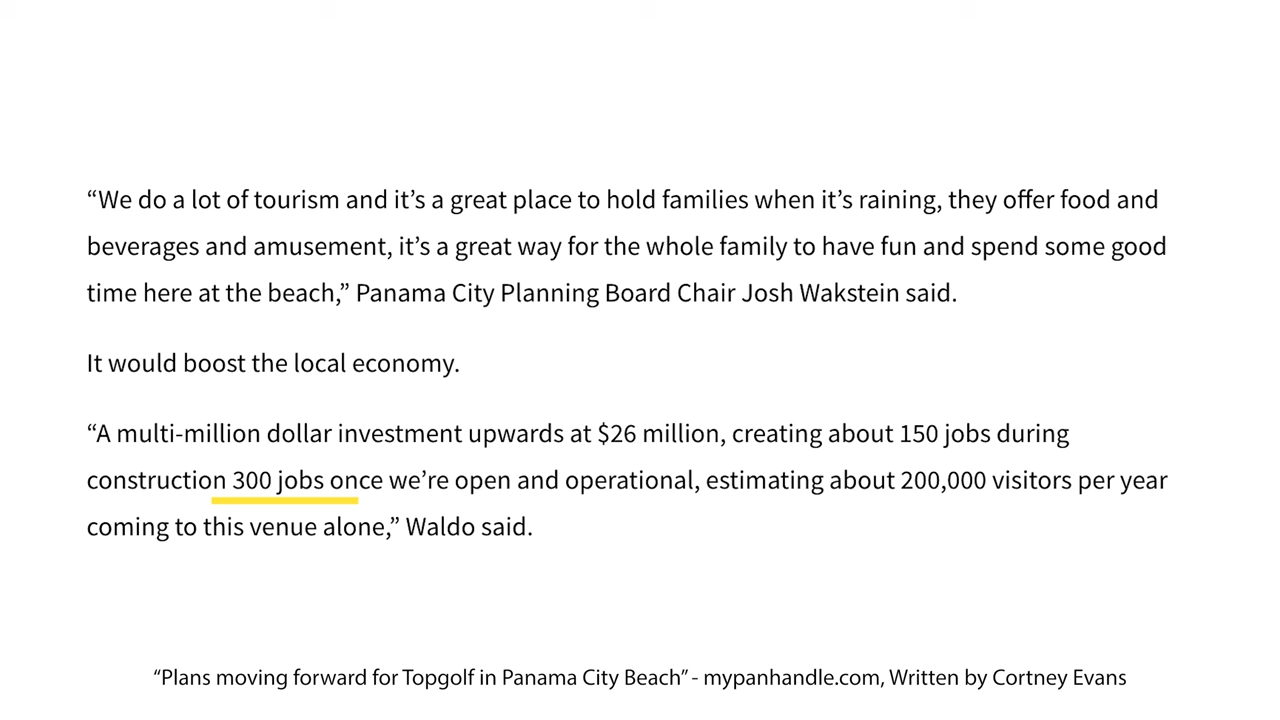 “We do a lot of tourism and it’s a great place to hold families when it’s raining, they offer food and
beverages and amusement, it’s a great way for the whole family to have fun and spend some good
time here at the beach,” Panama City Planning Board Chair Josh Wakstein said.
It would boost the local economy.
“A multi-million dollar investment upwards at $26 million, creating about 150 jobs during
construction 300 jobs once we’re open and operational, estimating about 200,000 visitors per year
coming to this venue alone,” Waldo said.
“Plans moving forward for Topgolf in Panama City Beach” - mypanhandle.com, Written by Cortney Evans